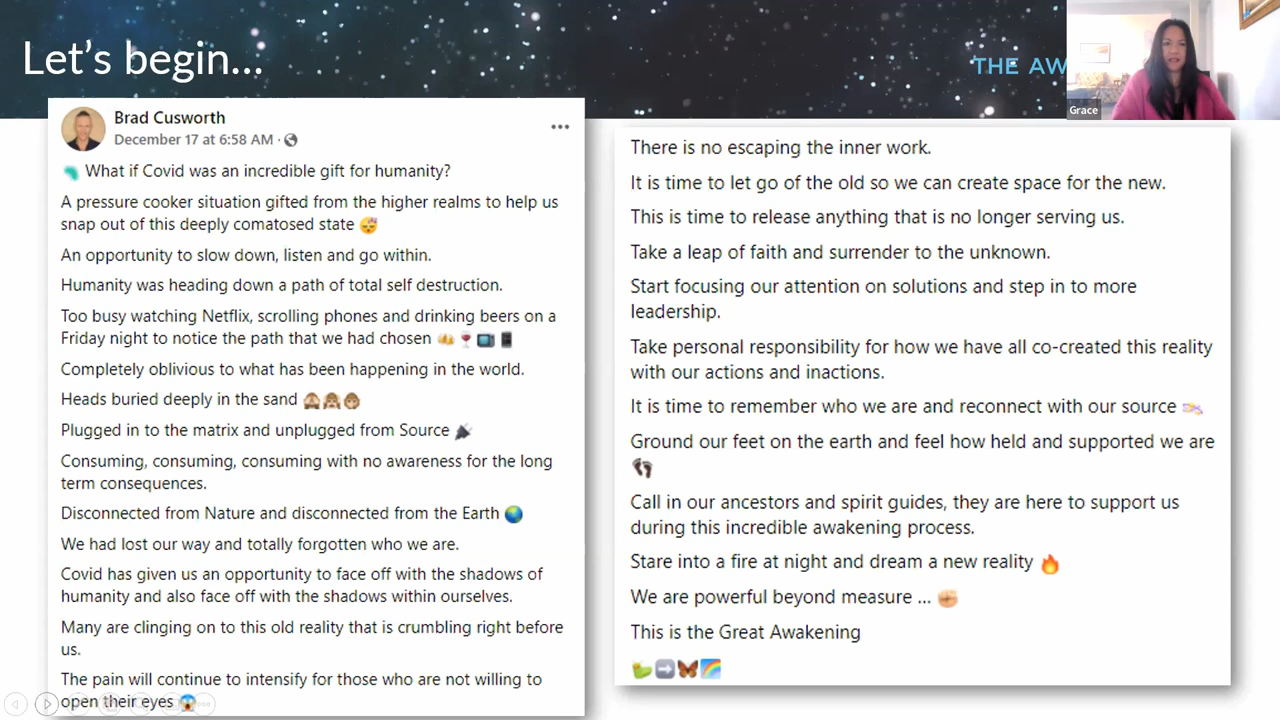 Let's begin...
THE AW
Grace
Brad Cusworth
December 17 at 6:58 AM ·
What if Covid was an incredible gift for humanity?
A pressure cooker situation gifted from the higher realms to help us
snap out of this deeply comatosed state 😴
An opportunity to slow down, listen and go within.
Humanity was heading down a path of total self destruction.
Too busy watching Netflix, scrolling phones and drinking beers on a
Friday night to notice the path that we had chosen 🍻🍷📺📱
Completely oblivious to what has been happening in the world.
Heads buried deeply in the sand 🙈🙉🙊
Plugged in to the matrix and unplugged from Source 🔌
Consuming, consuming, consuming with no awareness for the long
term consequences.
Disconnected from Nature and disconnected from the Earth 🌏
We had lost our way and totally forgotten who we are.
Covid has given us an opportunity to face off with the shadows of
humanity and also face off with the shadows within ourselves.
Many are clinging on to this old reality that is crumbling right before
us.
The pain will continue to intensify for those who are not willing to
open their eyes 😱
There is no escaping the inner work.
It is time to let go of the old so we can create space for the new.
This is time to release anything that is no longer serving us.
Take a leap of faith and surrender to the unknown.
Start focusing our attention on solutions and step in to more
leadership.
Take personal responsibility for how we have all co-created this reality
with our actions and inactions.
It is time to remember who we are and reconnect with our source
Ground our feet on the earth and feel how held and supported we are
👣
Call in our ancestors and spirit guides, they are here to support us
during this incredible awakening process.
Stare into a fire at night and dream a new reality 🔥
We are powerful beyond measure ... ✊
This is the Great Awakening
🐛➡️🦋🌈